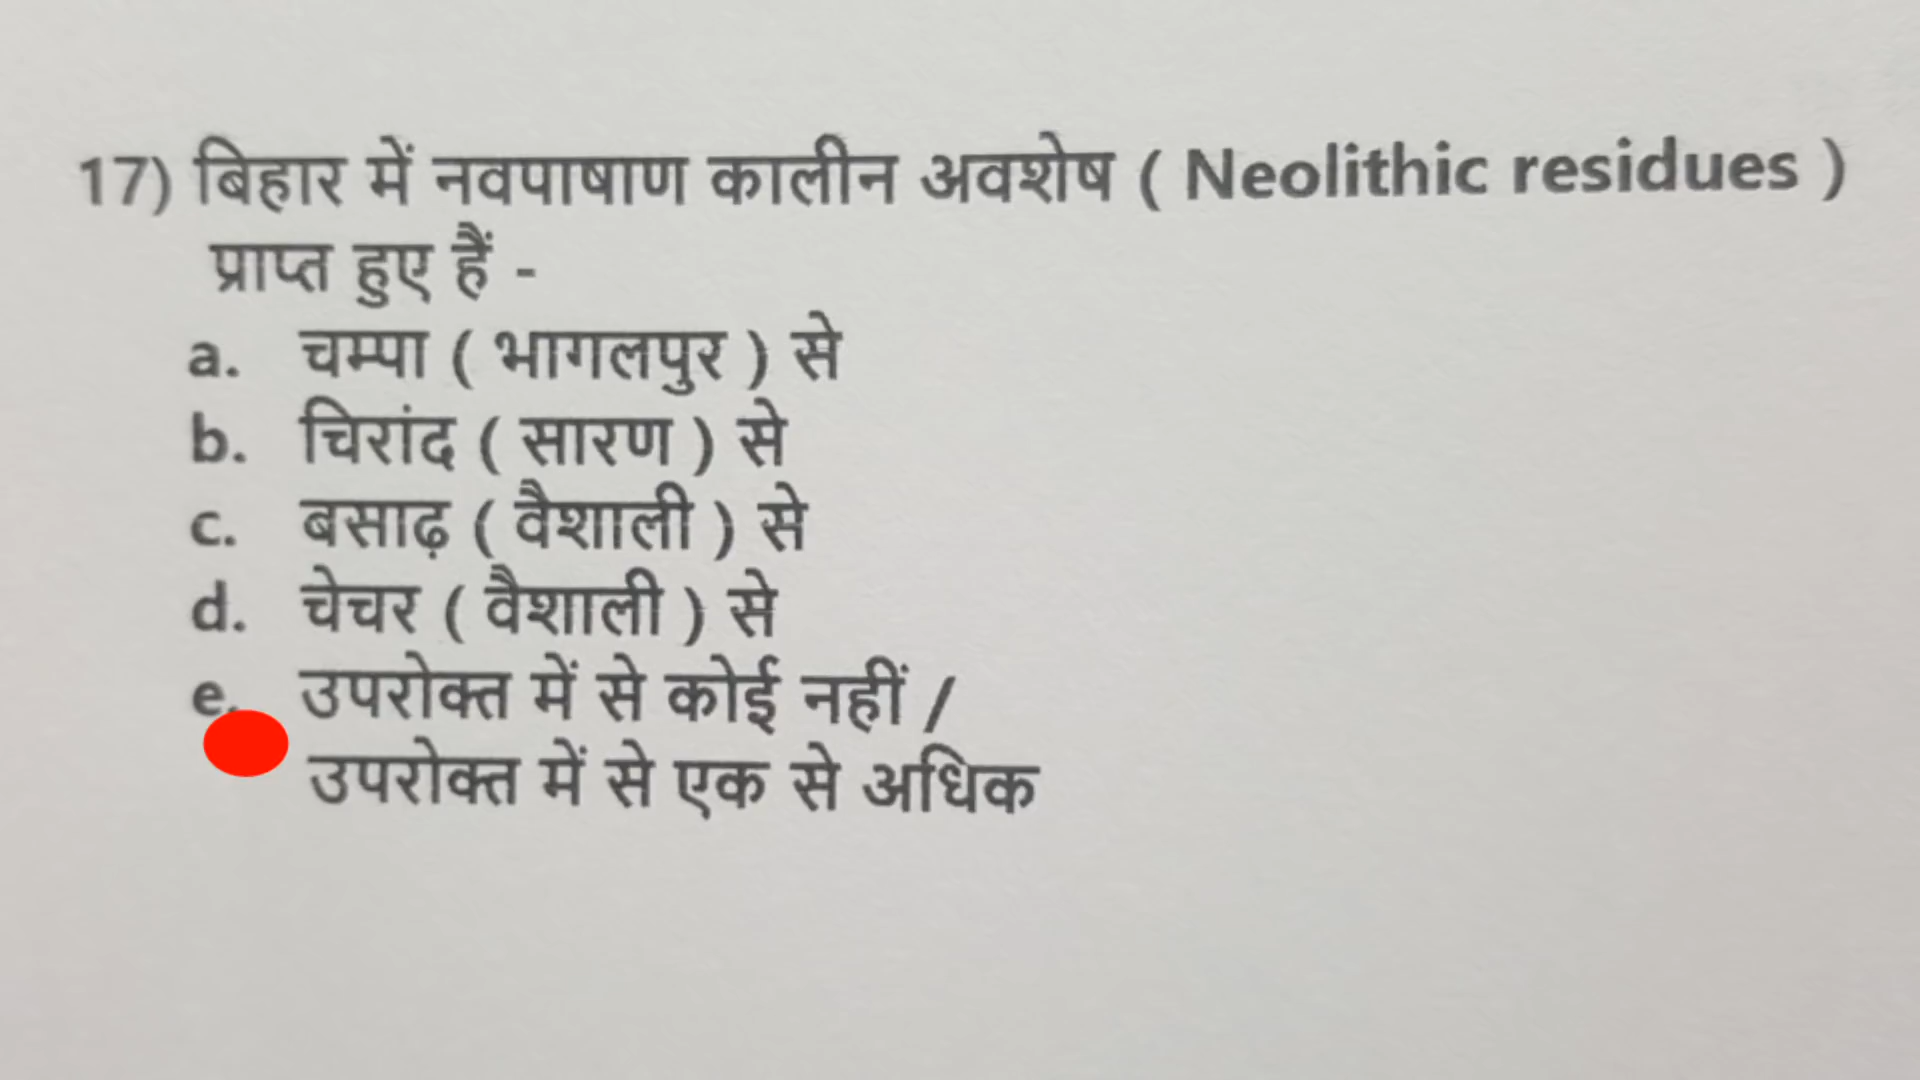 17) बिहार में नवपाषाण कालीन अवशेष ( Neolithic residues )
प्राप्त हुए हैं -
a. चम्पा ( भागलपुर ) से
b. चिरांद ( सारण ) से
c. बसाढ़ ( वैशाली ) से
d. चेचर ( वैशाली ) से
e. उपरोक्त में से कोई नहीं /
उपरोक्त में से एक से अधिक